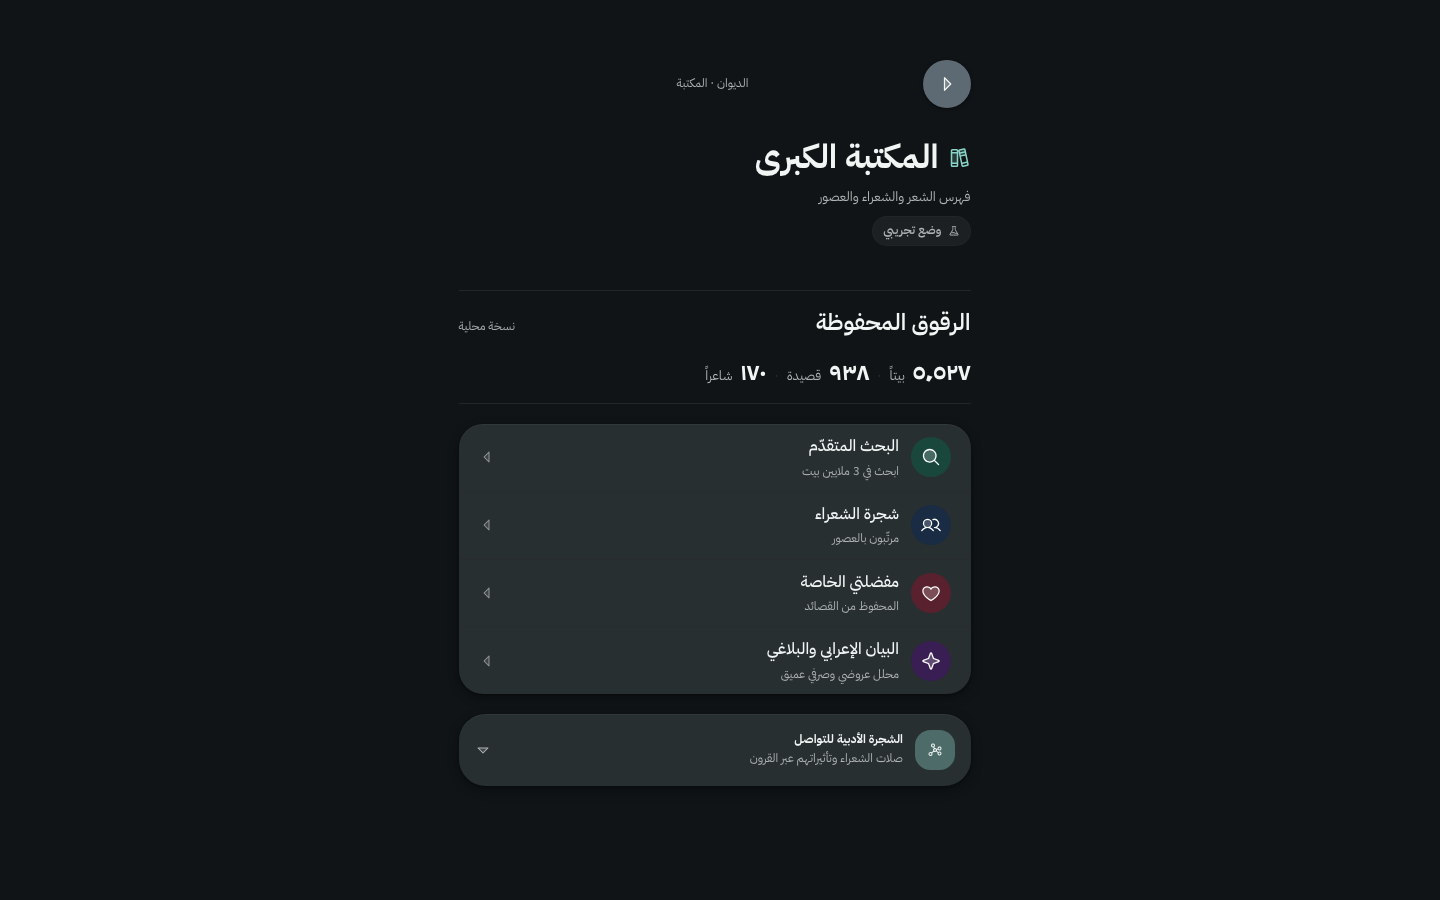 الديوان · المكتبة
المكتبة الكبرى
فهرس الشعر والشعراء والعصور
وضع تجريبي
الرقوق المحفوظة
نسخة محلية
٥٬٥٢٧ بيتاً · ٩٣٨ قصيدة · ١٧٠ شاعراً
البحث المتقدّم
ابحث في 3 ملايين بيت
شجرة الشعراء
مرتّبون بالعصور
مفضلتي الخاصة
المحفوظ من القصائد
البيان الإعرابي والبلاغي
محلل عروضي وصرفي عميق
الشجرة الأدبية للتواصل
صلات الشعراء وتأثيراتهم عبر القرون